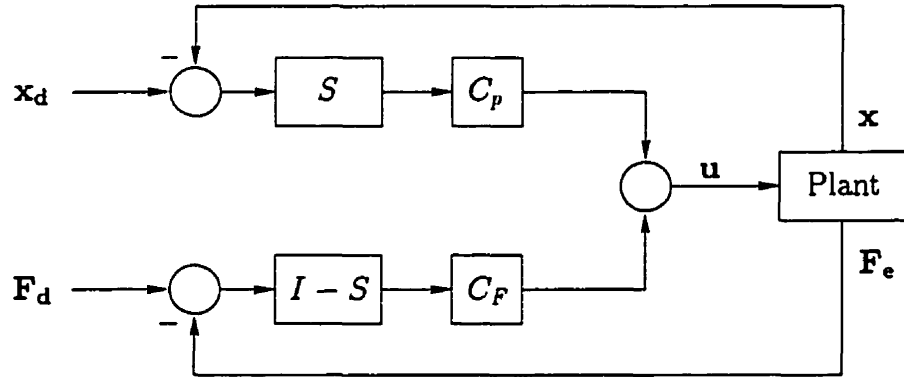 −
x_d
S
C_p
x
u
Plant
F_d
I − S
C_F
F_e
−